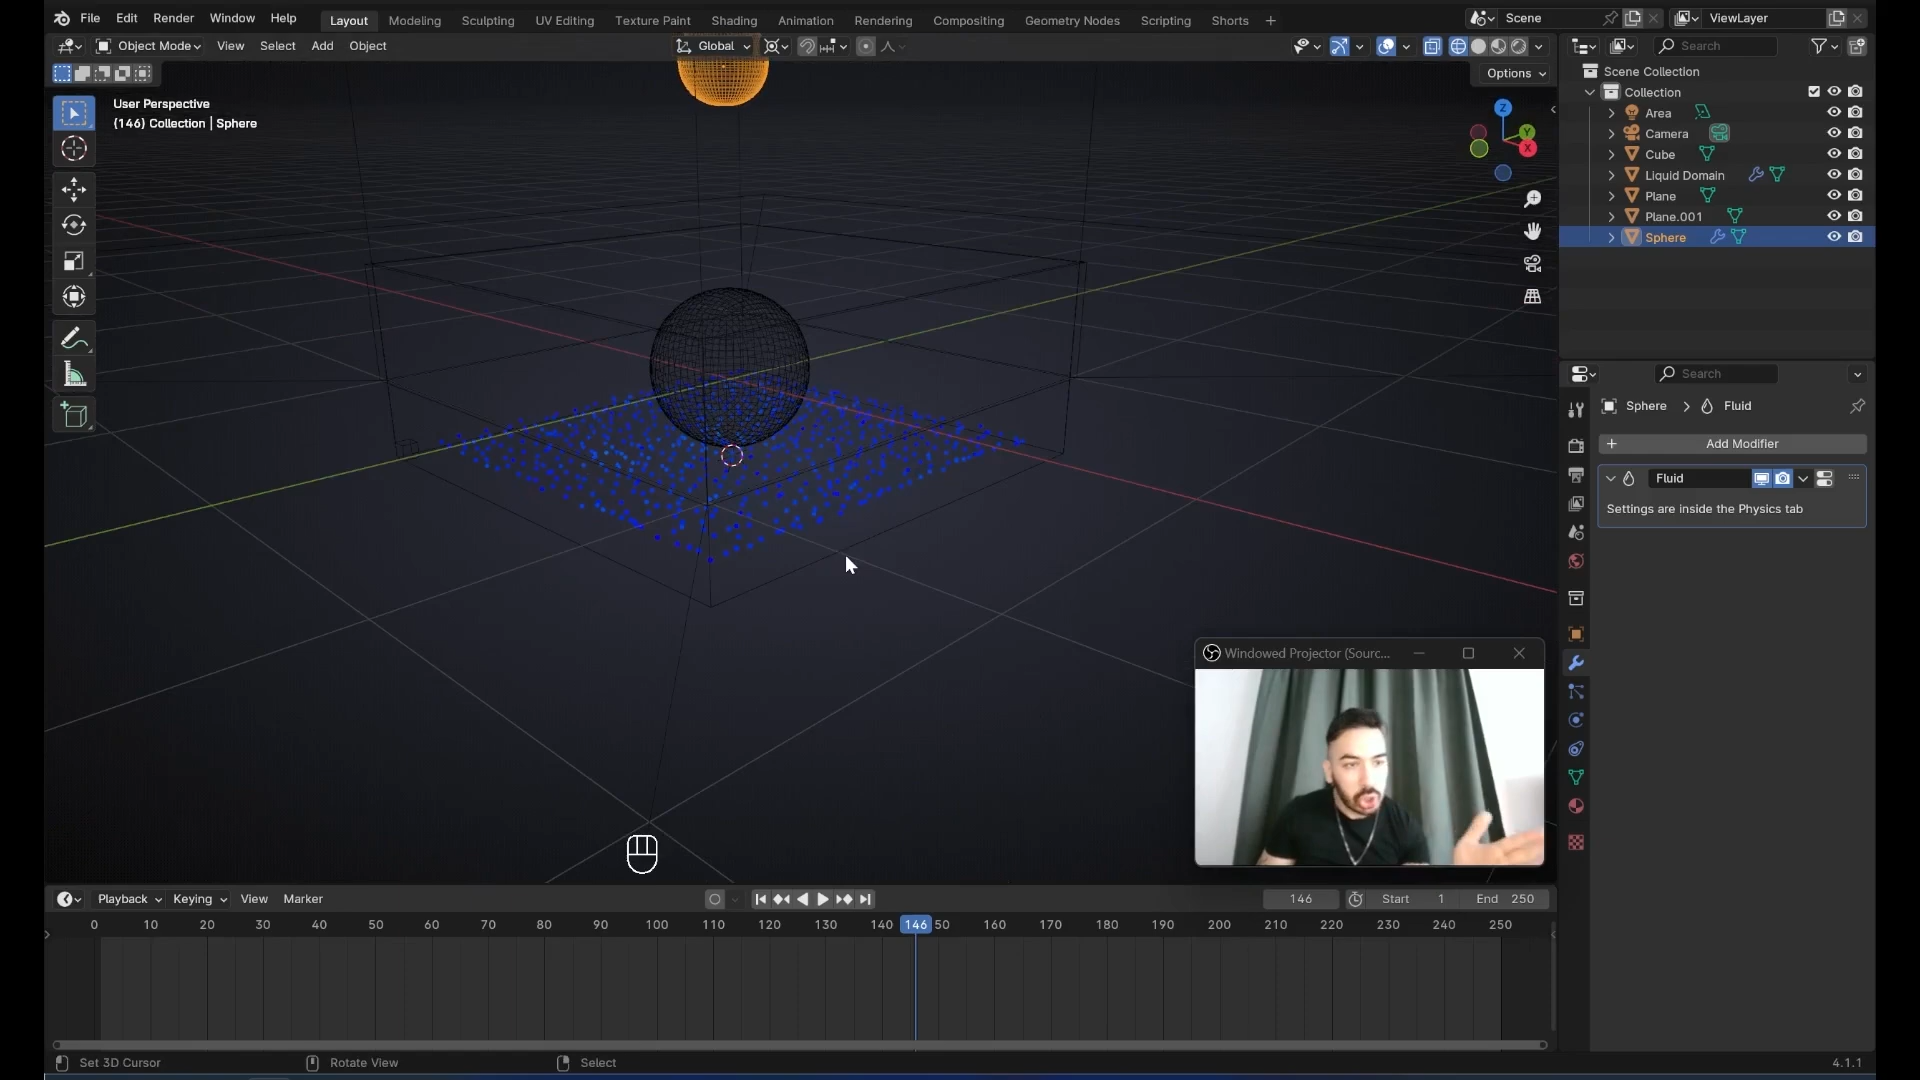 File Edit Render Window Help Layout Modeling Sculpting UV Editing Texture Paint Shading Animation Rendering Compositing Geometry Nodes Scripting Shorts + Scene ViewLayer
Object Mode View Select Add Object Global Search
Options
User Perspective
(146) Collection | Sphere
Z
Y
X
Scene Collection
Collection
Area
Camera
Cube
Liquid Domain
Plane
Plane.001
Sphere
Search
Sphere > Fluid
+ Add Modifier
Fluid
Settings are inside the Physics tab
Windowed Projector (Sourc...
Playback Keying View Marker 146 Start 1 End 250
0 10 20 30 40 50 60 70 80 90 100 110 120 130 140 146 50 160 170 180 190 200 210 220 230 240 250
Set 3D Cursor Rotate View Select 4.1.1